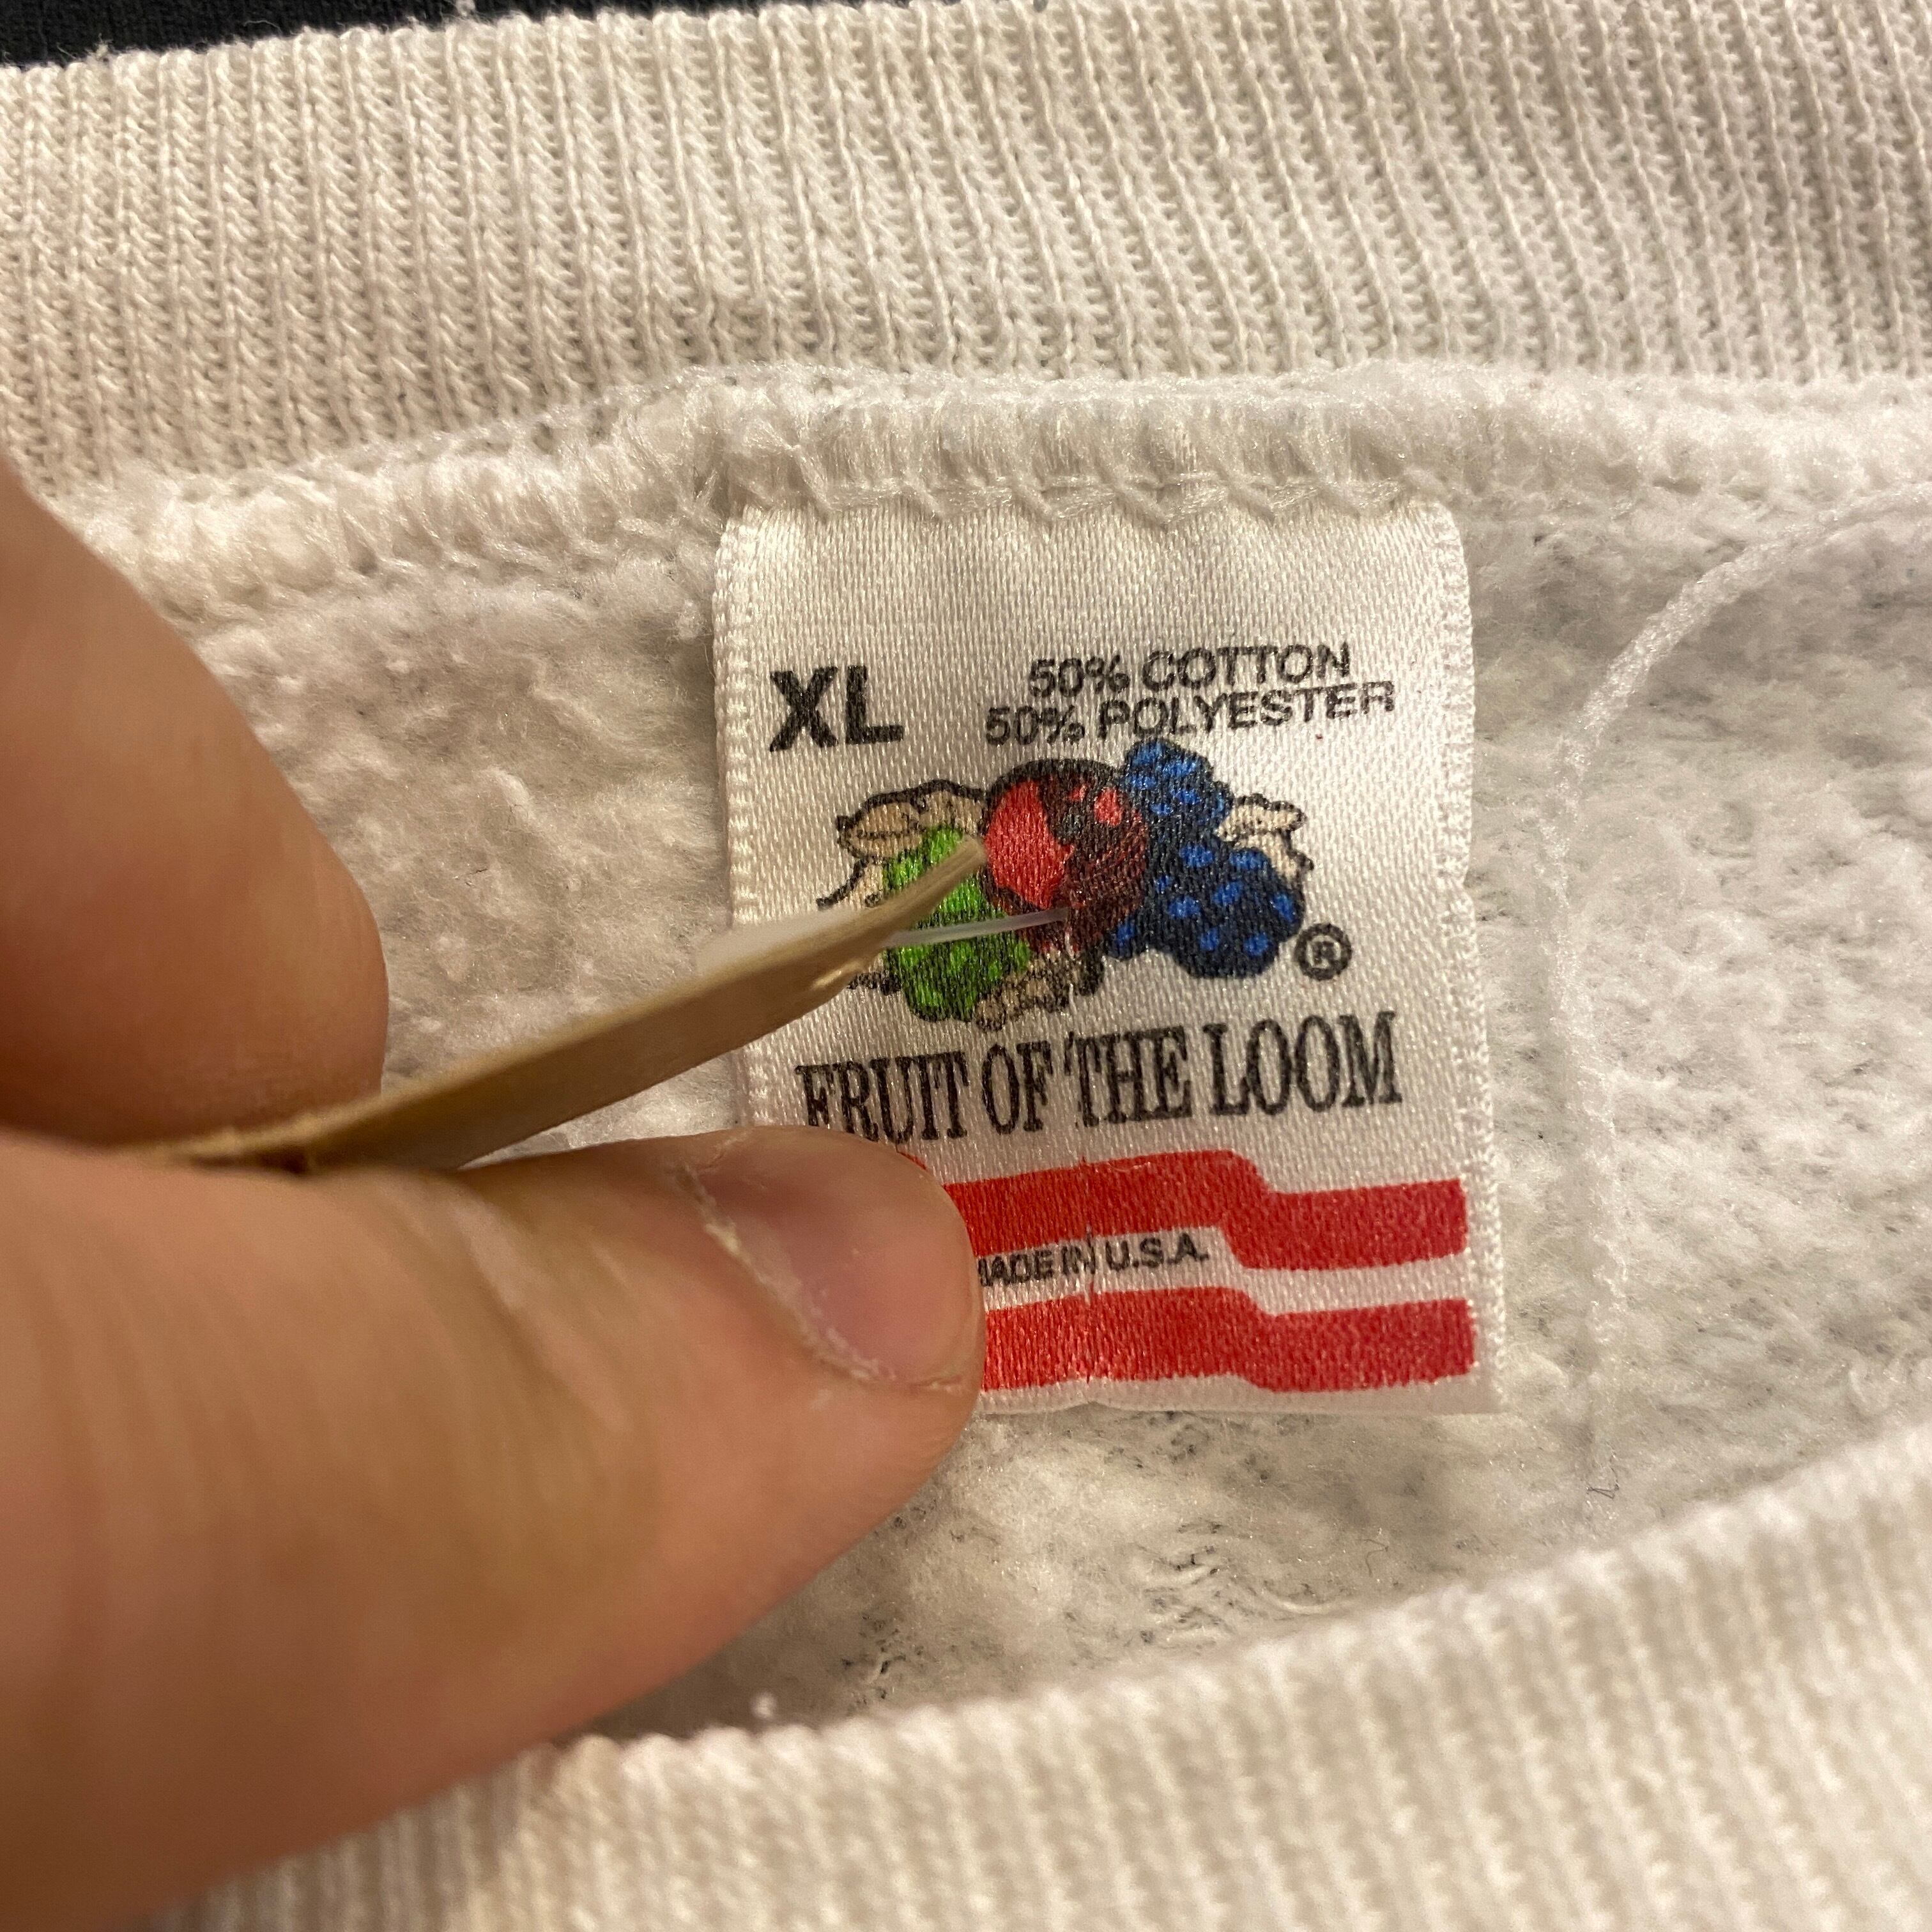 XL
50% COTTON
50% POLYESTER
®
FRUIT OF THE LOOM
MADE IN U.S.A.